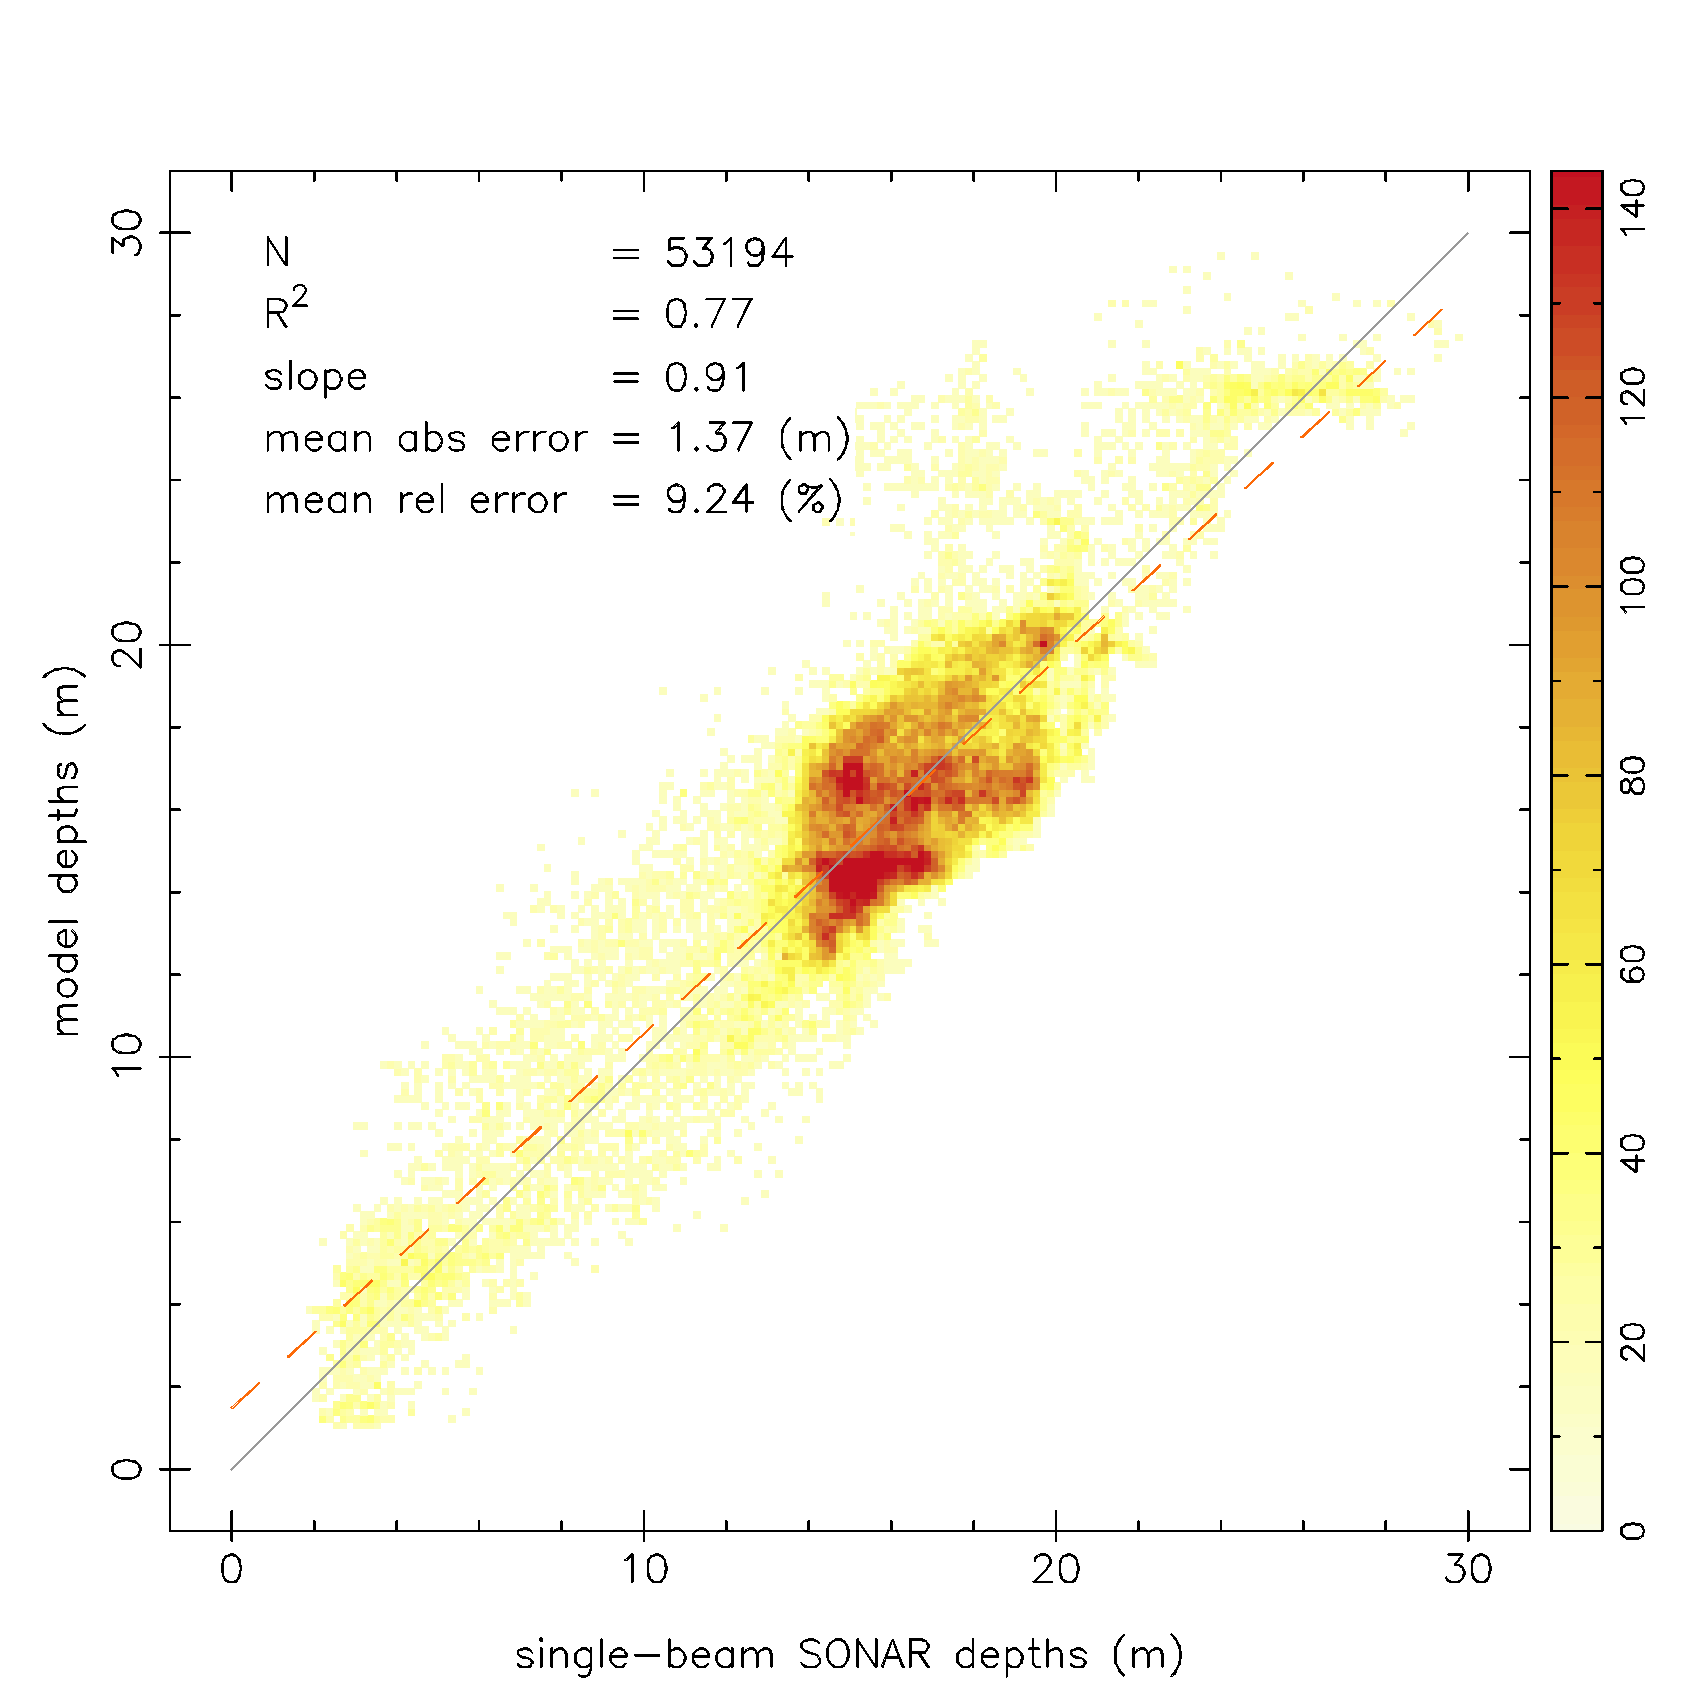 N = 53194
R² = 0.77
slope = 0.91
mean abs error = 1.37 (m)
mean rel error = 9.24 (%)
model depths (m)
30
20
10
0
0 10 20 30
single-beam SONAR depths (m)
140
120
100
80
60
40
20
0